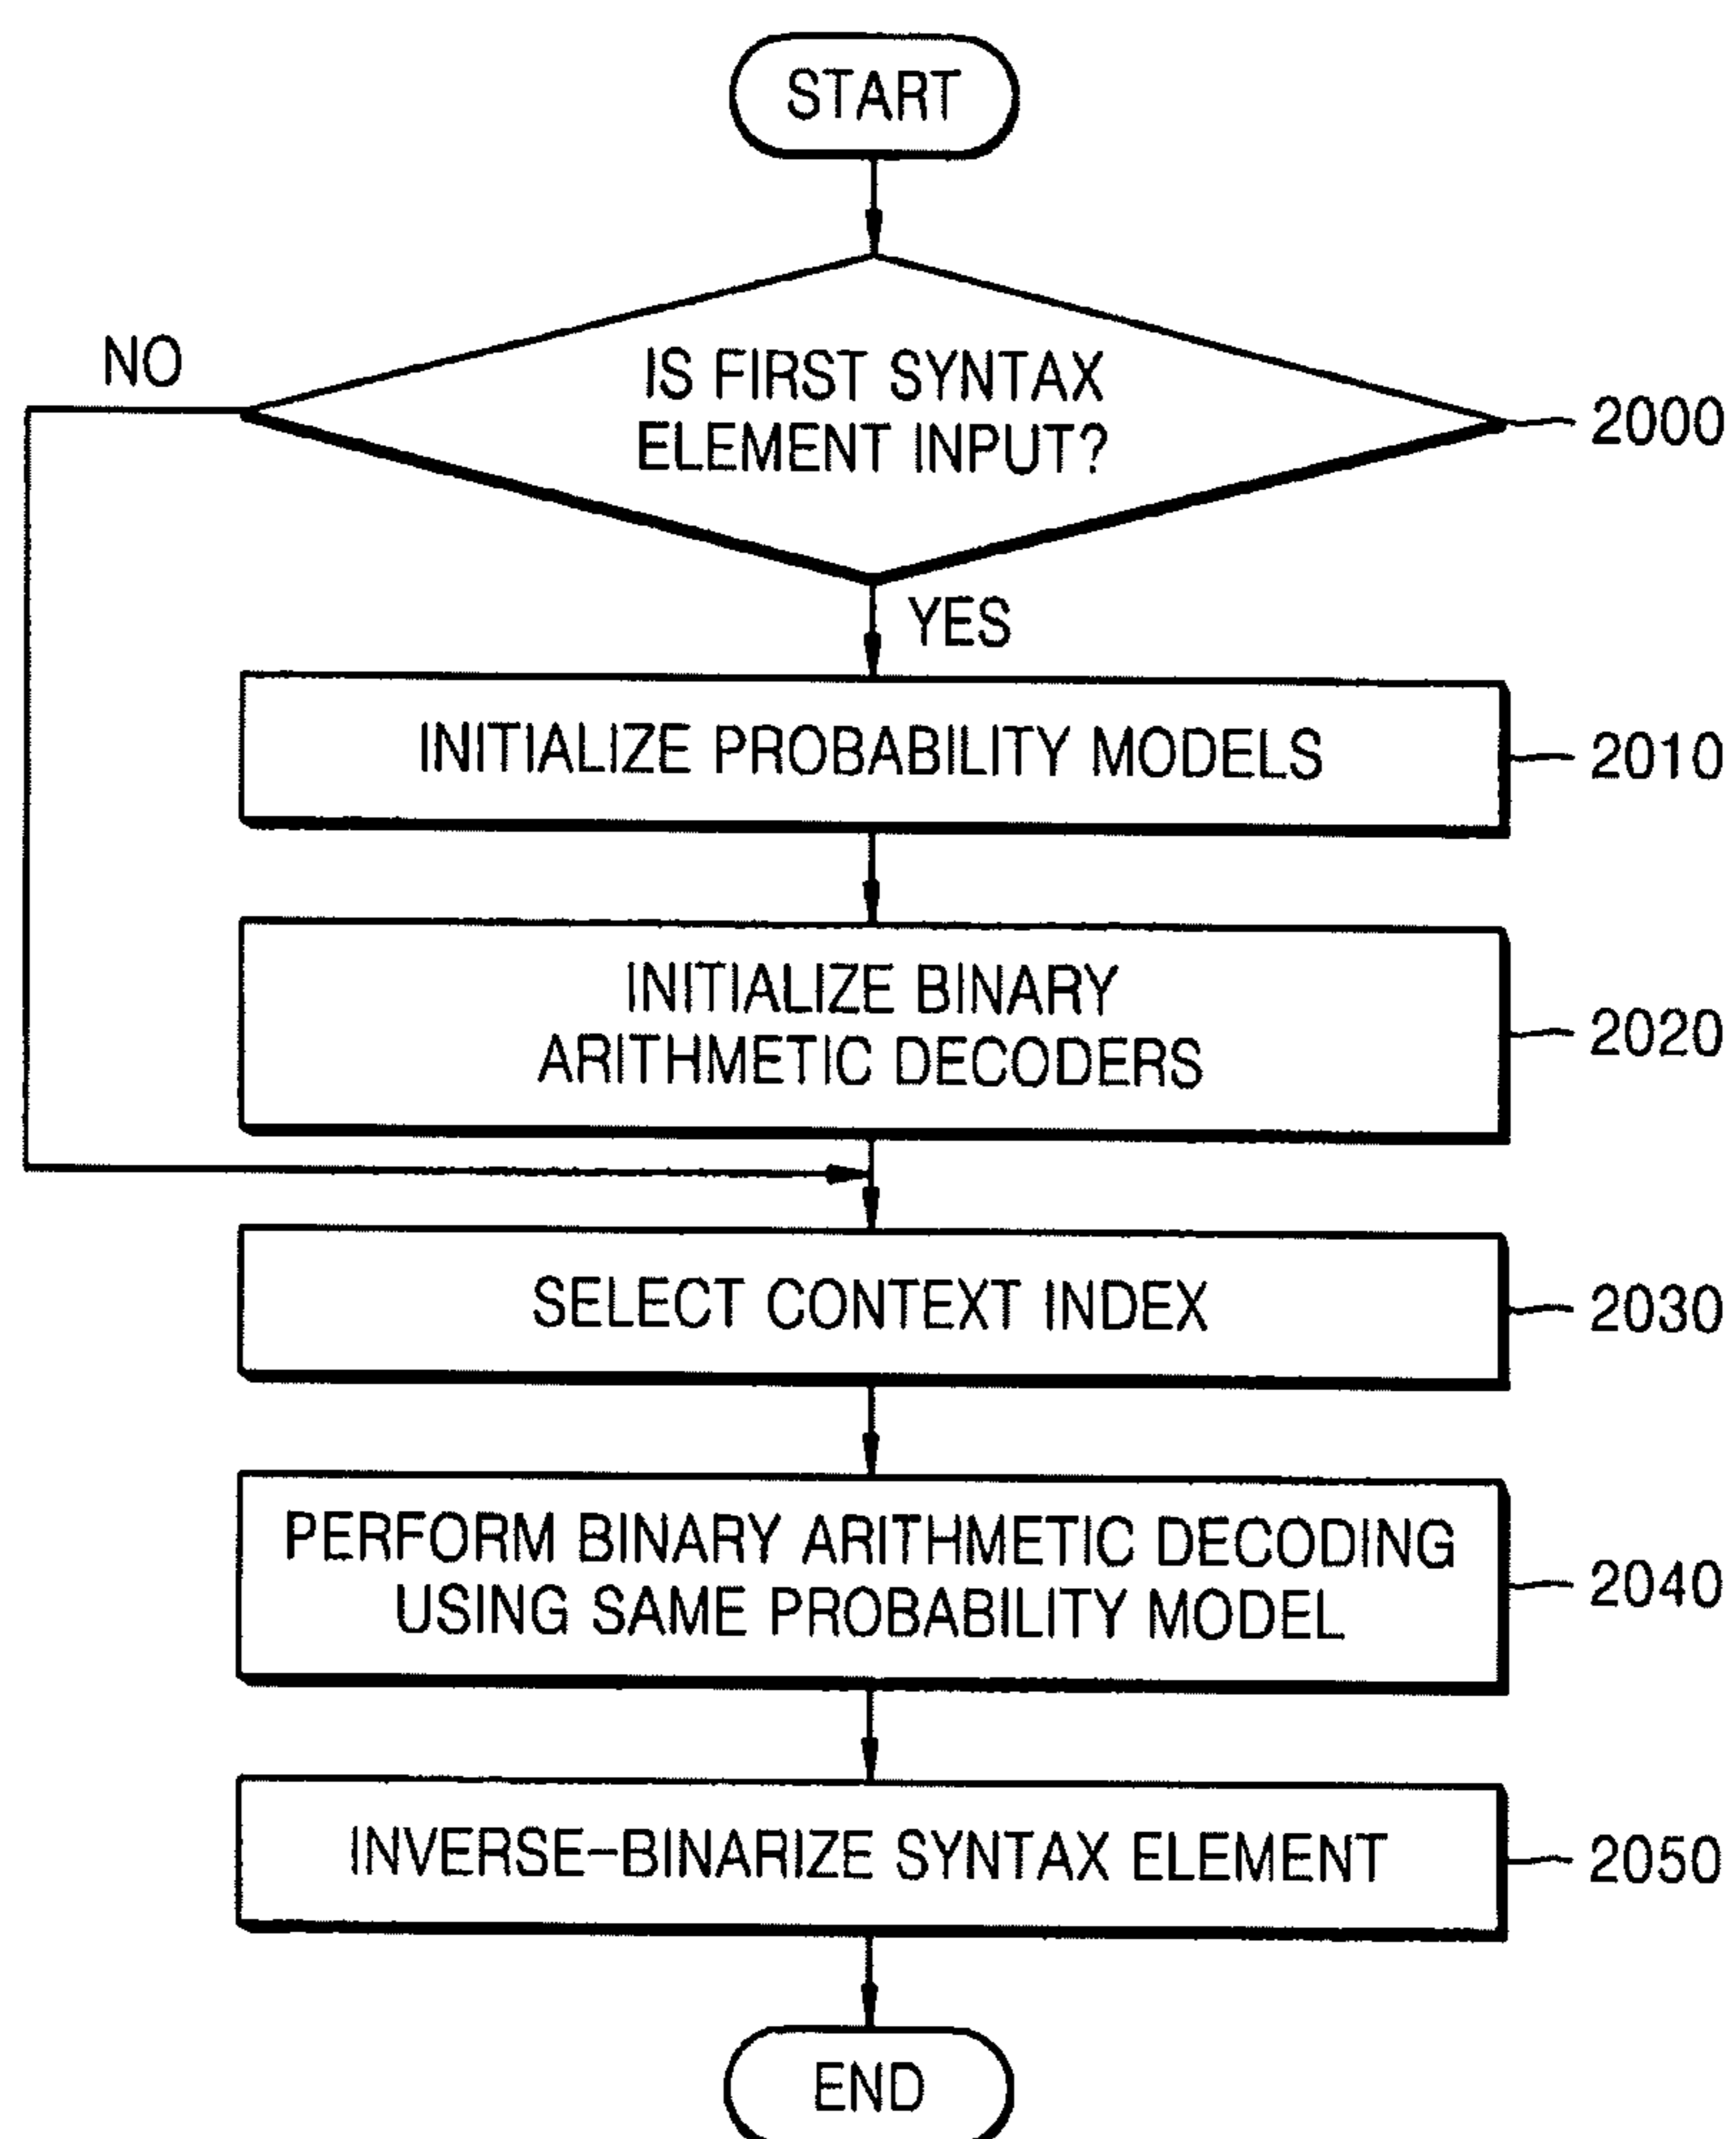 START
NO
IS FIRST SYNTAX
ELEMENT INPUT?
2000
YES
INITIALIZE PROBABILITY MODELS
2010
INITIALIZE BINARY
ARITHMETIC DECODERS
2020
SELECT CONTEXT INDEX
2030
PERFORM BINARY ARITHMETIC DECODING
USING SAME PROBABILITY MODEL
2040
INVERSE-BINARIZE SYNTAX ELEMENT
2050
END